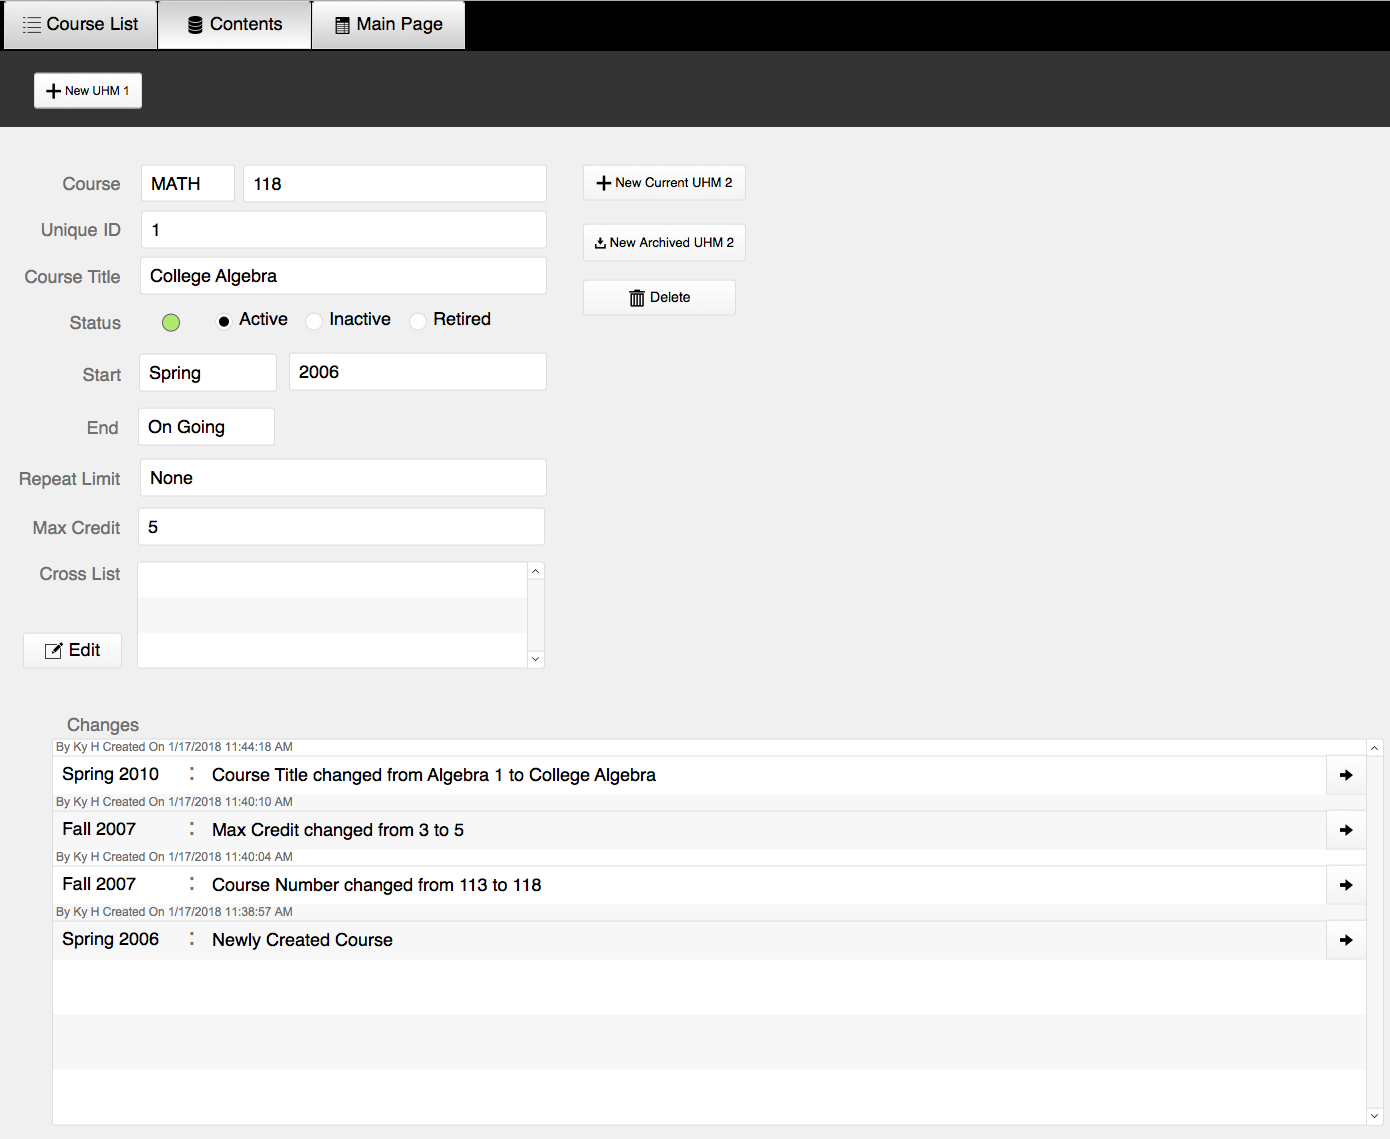 Course List Contents Main Page
New UHM 1
Course MATH 118 New Current UHM 2
Unique ID 1
New Archived UHM 2
Course Title College Algebra
Delete
Status Active Inactive Retired
Start Spring 2006
End On Going
Repeat Limit None
Max Credit 5
Cross List
Edit
Changes
By Ky H Created On 1/17/2018 11:44:18 AM
Spring 2010 : Course Title changed from Algebra 1 to College Algebra
By Ky H Created On 1/17/2018 11:40:10 AM
Fall 2007 : Max Credit changed from 3 to 5
By Ky H Created On 1/17/2018 11:40:04 AM
Fall 2007 : Course Number changed from 113 to 118
By Ky H Created On 1/17/2018 11:38:57 AM
Spring 2006 : Newly Created Course